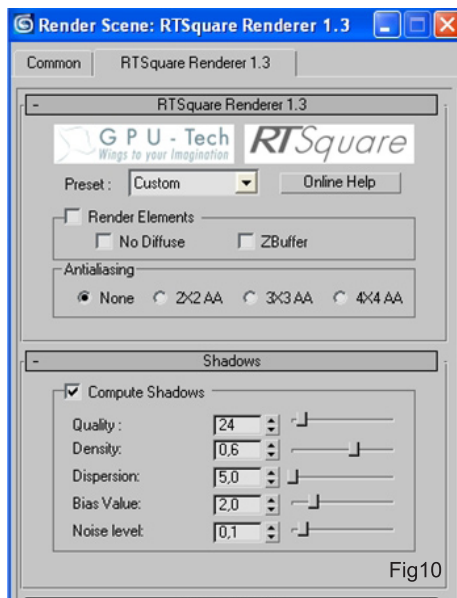 Render Scene: RTSquare Renderer 1.3
Common RTSquare Renderer 1.3
- RTSquare Renderer 1.3
GPU-Tech RTSquare
Wings to your Imagination
Preset : Custom Online Help
Render Elements
No Diffuse ZBuffer
Antialiasing
None 2X2 AA 3X3 AA 4X4 AA
- Shadows
Compute Shadows
Quality : 24
Density: 0,6
Dispersion: 5,0
Bias Value: 2,0
Noise level: 0,1
Fig10